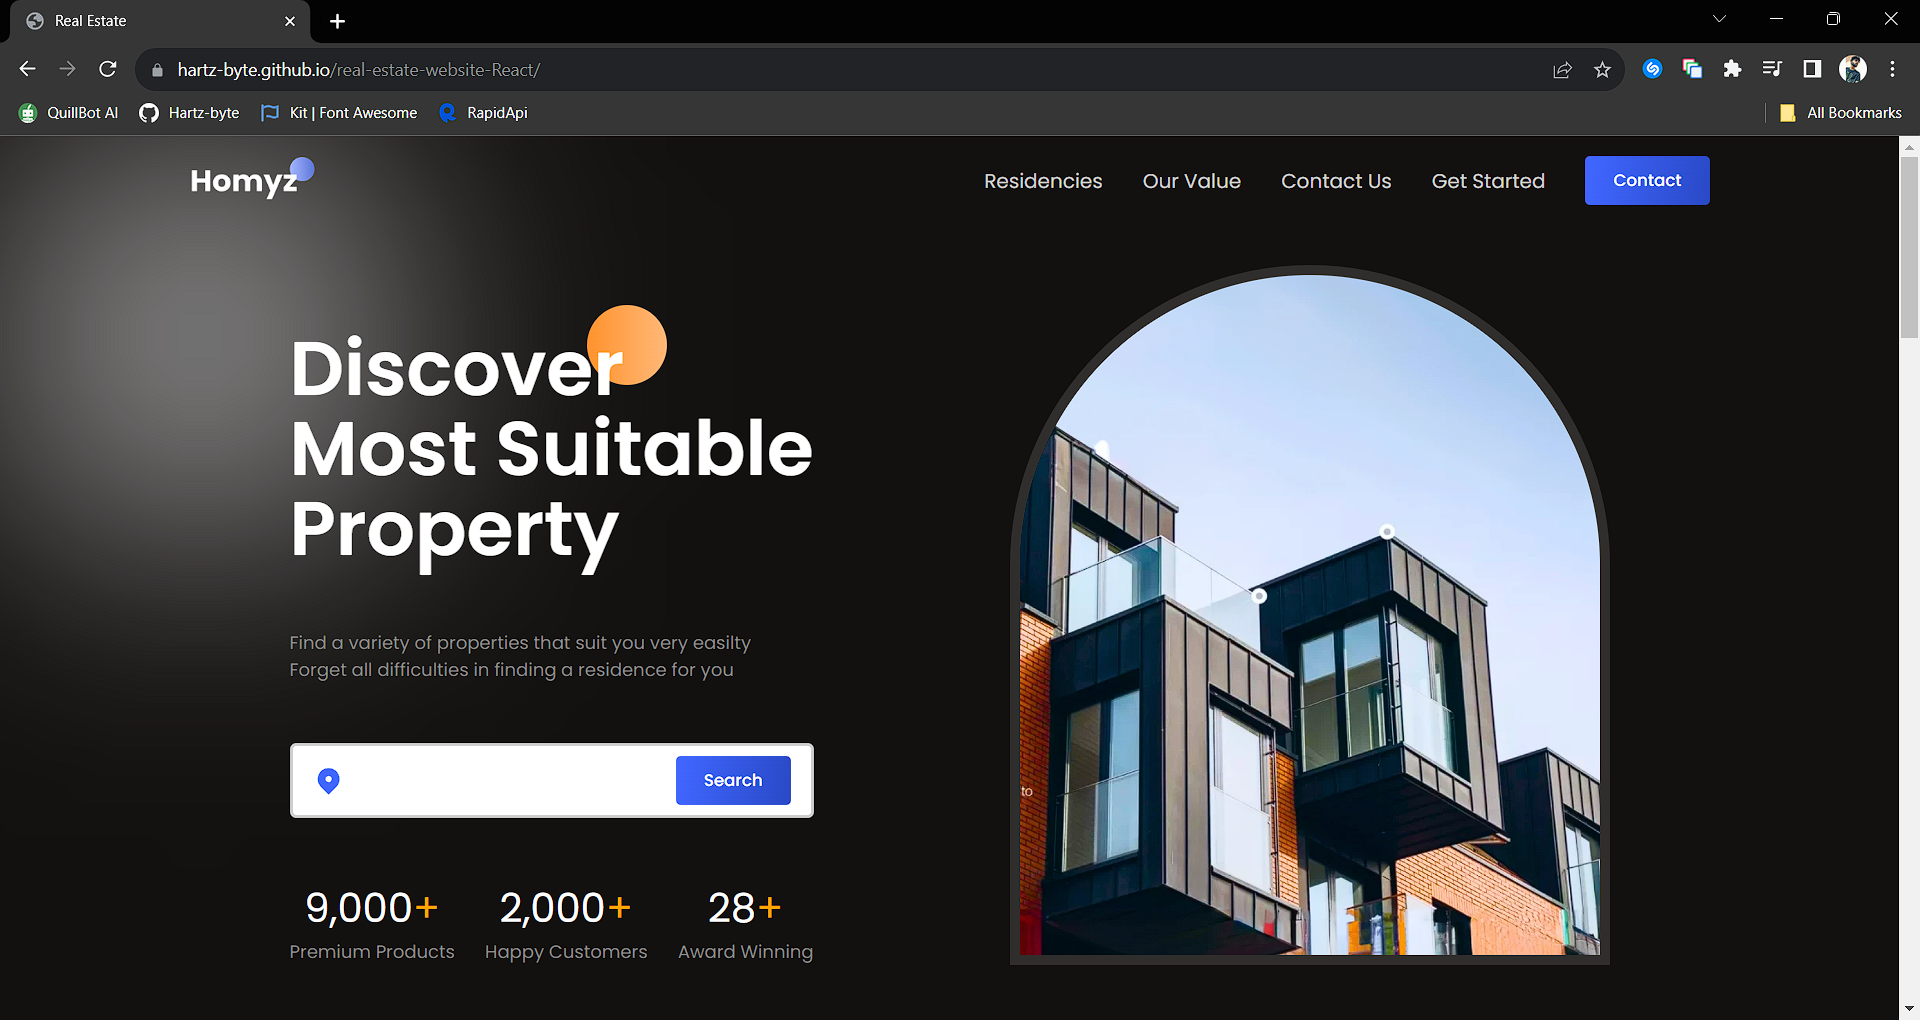 Real Estate
hartz-byte.github.io/real-estate-website-React/
QuillBot AI
Hartz-byte
Kit | Font Awesome
RapidApi
All Bookmarks
Homyz
Residencies
Our Value
Contact Us
Get Started
Contact
Discover
Most Suitable
Property
Find a variety of properties that suit you very easilty
Forget all difficulties in finding a residence for you
Search
9,000+
2,000+
28+
Premium Products
Happy Customers
Award Winning
to